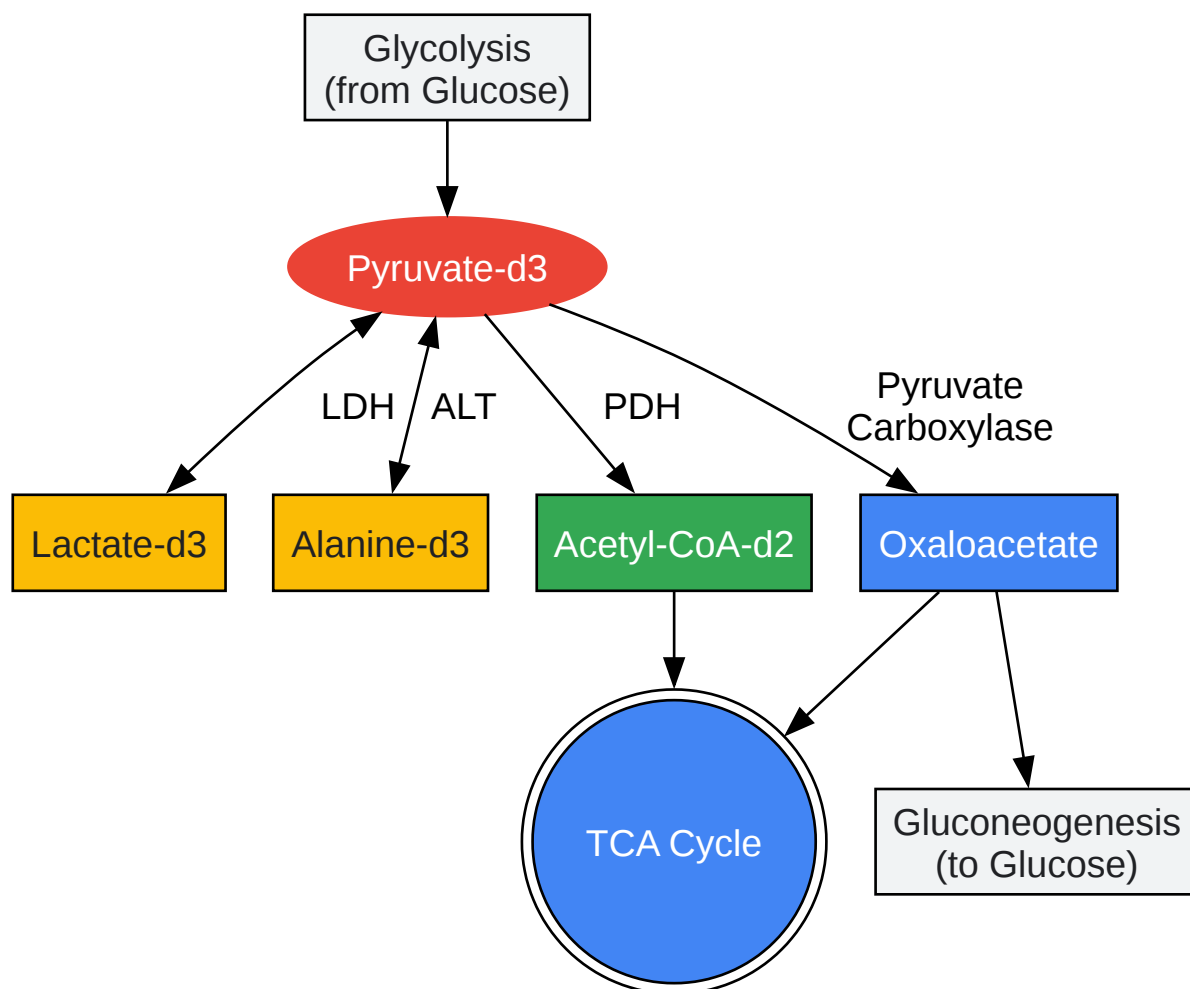 Glycolysis
(from Glucose)
Pyruvate-d3
LDH
ALT
PDH
Pyruvate
Carboxylase
Lactate-d3
Alanine-d3
Acetyl-CoA-d2
Oxaloacetate
TCA Cycle
Gluconeogenesis
(to Glucose)